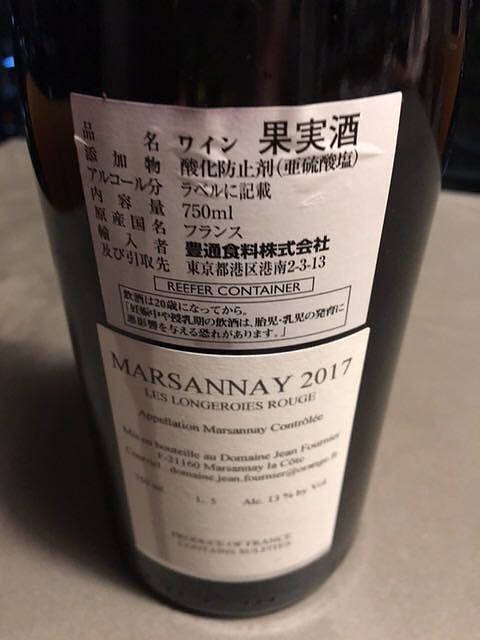 品名 ワイン 果実酒
添加物 酸化防止剤(亜硫酸塩)
アルコール分 ラベルに記載
内容量 750ml
原産国名 フランス
輸入者 豊通食料株式会社
及び引取先 東京都港区港南2-3-13
REEFER CONTAINER
飲酒は20歳になってから。
「妊娠中や授乳期の飲酒は、胎児・乳児の発育に
悪影響を与える恐れがあります。」
MARSANNAY 2017
LES LONGEROIES ROUGE
Appellation Marsannay Contrôlée
Mis en bouteille au Domaine Jean Fournier
F-21160 Marsannay la Côte
Courriel domaine.jean.fournier@orange.fr
750 ml L. 5 Alc. 13 % by Vol.
PRODUCE OF FRANCE
CONTAINS SULFITES